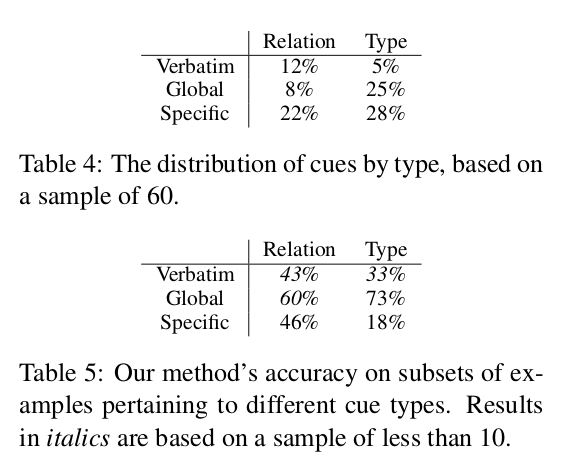 Relation Type
Verbatim 12% 5%
Global 8% 25%
Specific 22% 28%
Table 4: The distribution of cues by type, based on
a sample of 60.
Relation Type
Verbatim 43% 33%
Global 60% 73%
Specific 46% 18%
Table 5: Our method's accuracy on subsets of ex-
amples pertaining to different cue types. Results
in italics are based on a sample of less than 10.